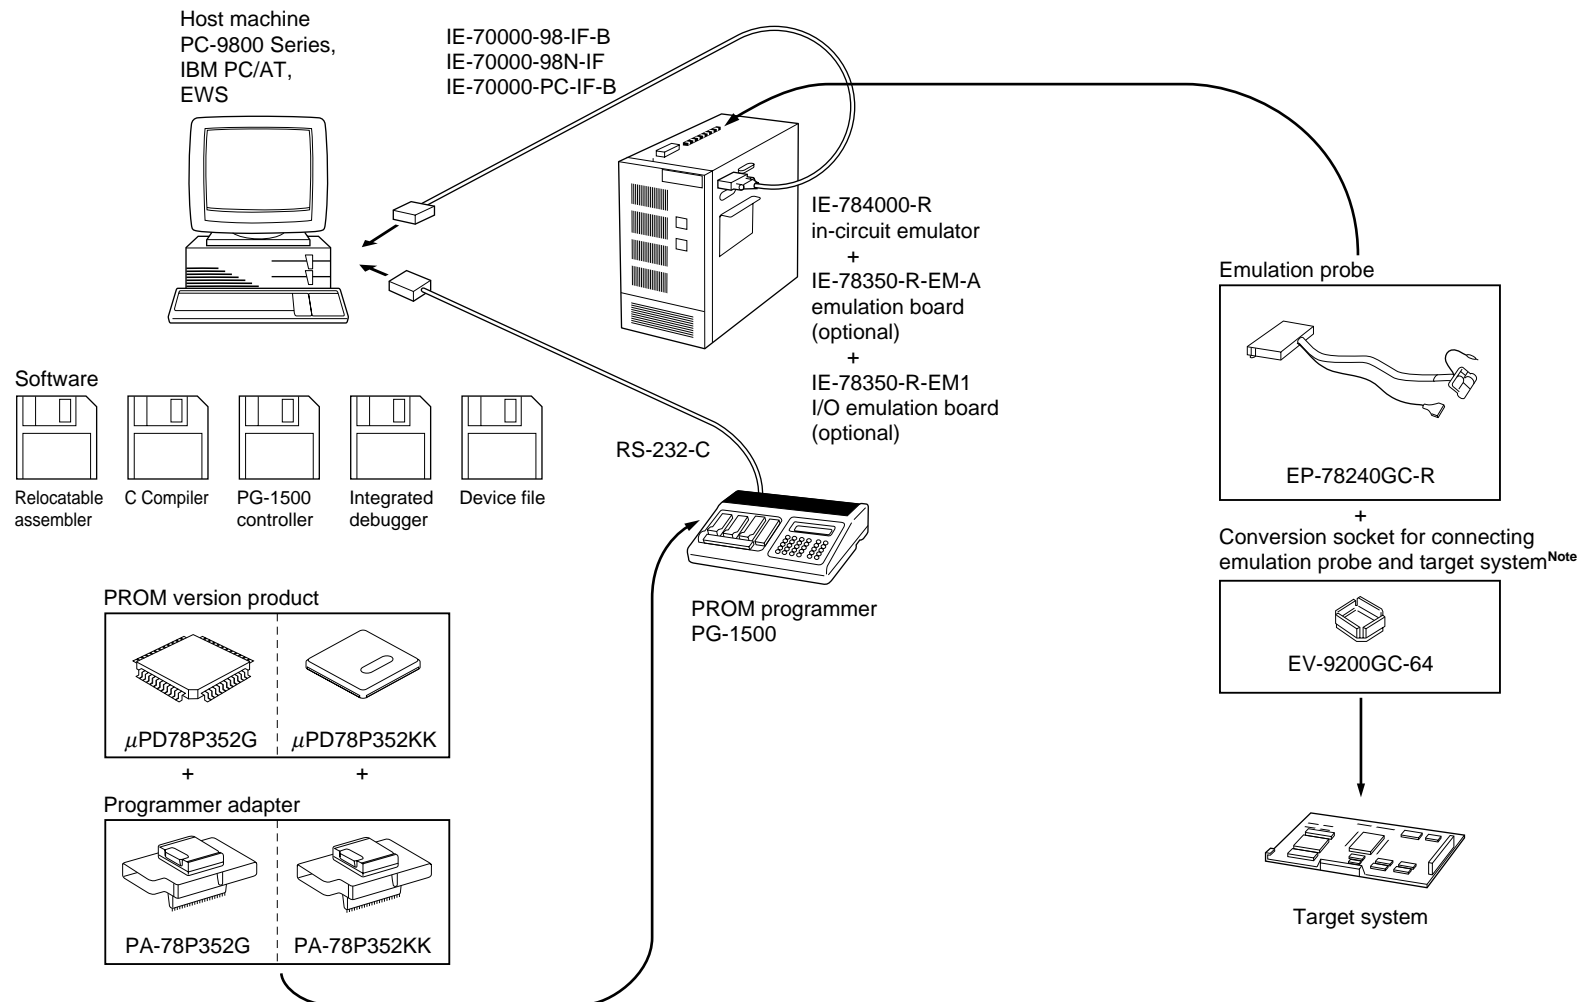 Host machine
PC-9800 Series,
IBM PC/AT,
EWS
IE-70000-98-IF-B
IE-70000-98N-IF
IE-70000-PC-IF-B
IE-784000-R
in-circuit emulator
+
IE-78350-R-EM-A
emulation board
(optional)
+
IE-78350-R-EM1
I/O emulation board
(optional)
Emulation probe
EP-78240GC-R
+
Conversion socket for connecting
emulation probe and target systemNote
EV-9200GC-64
Target system
Software
Relocatable
assembler
C Compiler
PG-1500
controller
Integrated
debugger
Device file
RS-232-C
PROM programmer
PG-1500
PROM version product
μPD78P352G
μPD78P352KK
+
+
Programmer adapter
PA-78P352G
PA-78P352KK